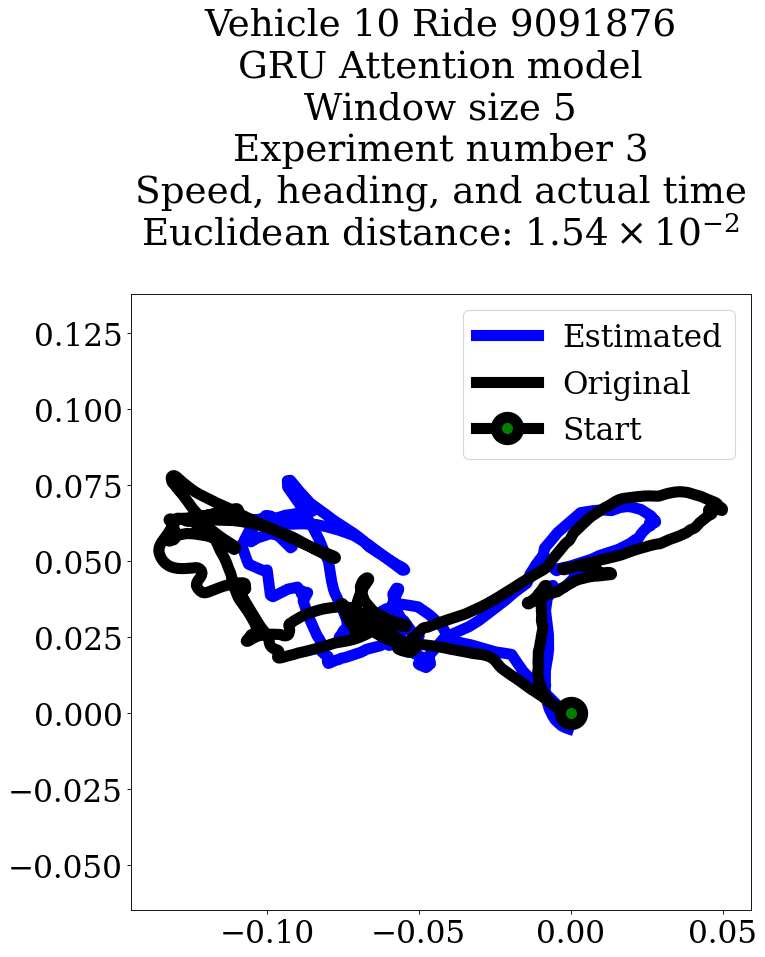 Vehicle 10 Ride 9091876
GRU Attention model
Window size 5
Experiment number 3
Speed, heading, and actual time
Euclidean distance: 1.54 × 10⁻²
Estimated
Original
Start
0.125
0.100
0.075
0.050
0.025
0.000
−0.025
−0.050
−0.10 −0.05 0.00 0.05